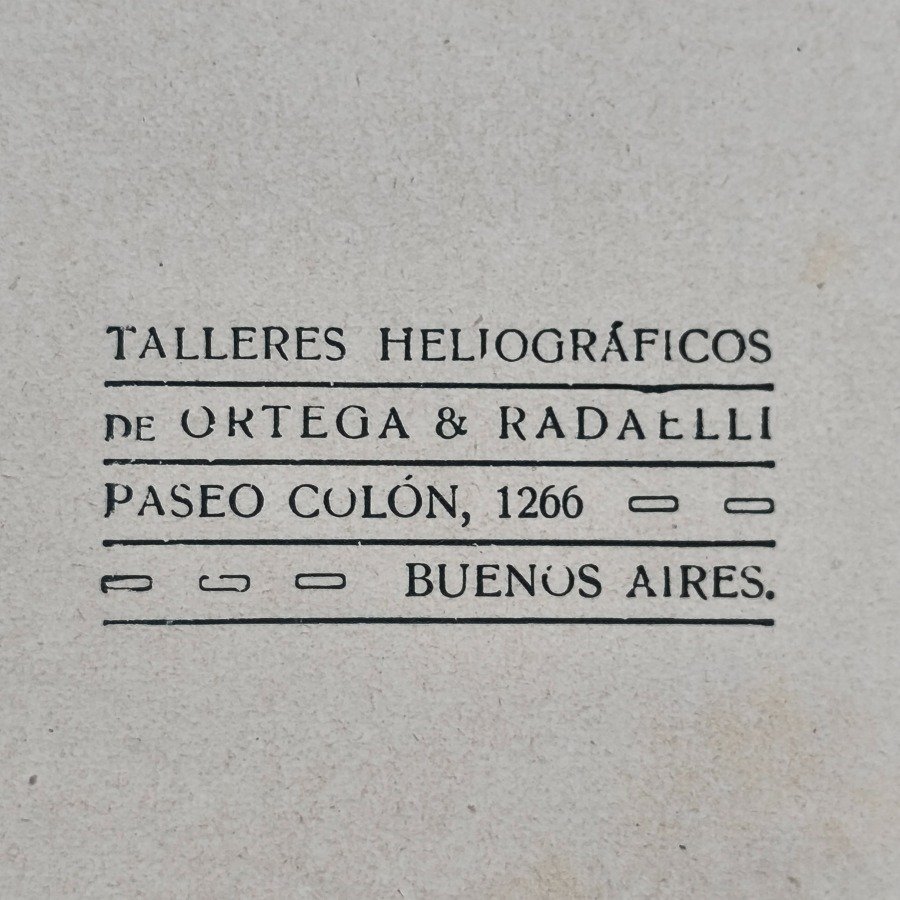 TALLERES HELIOGRÁFICOS
DE ORTEGA & RADAELLI
PASEO COLÓN, 1266
BUENOS AIRES.